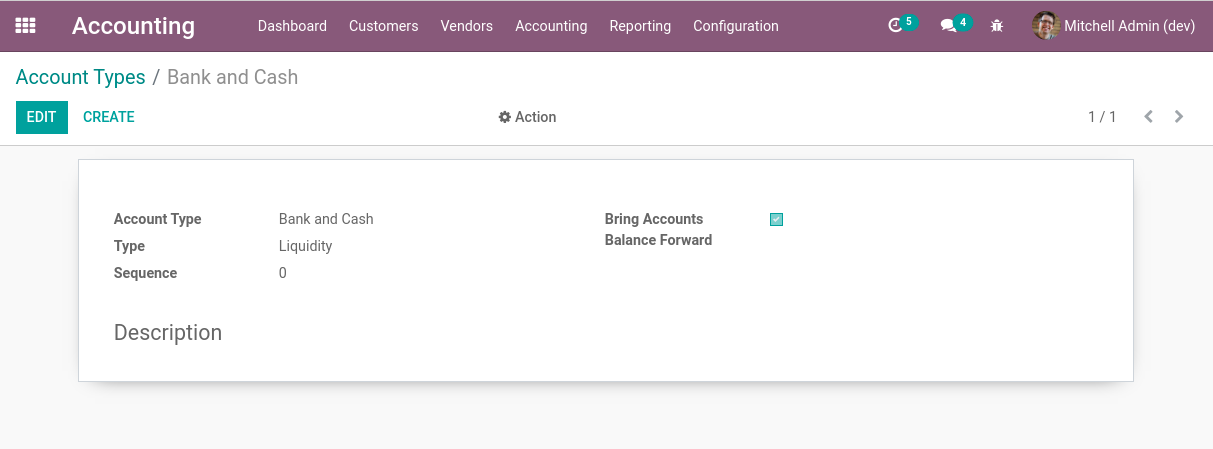 Accounting Dashboard Customers Vendors Accounting Reporting Configuration 5 4 Mitchell Admin (dev)
Account Types / Bank and Cash
EDIT CREATE Action 1 / 1
Account Type Bank and Cash Bring Accounts
Balance Forward
Type Liquidity
Sequence 0
Description